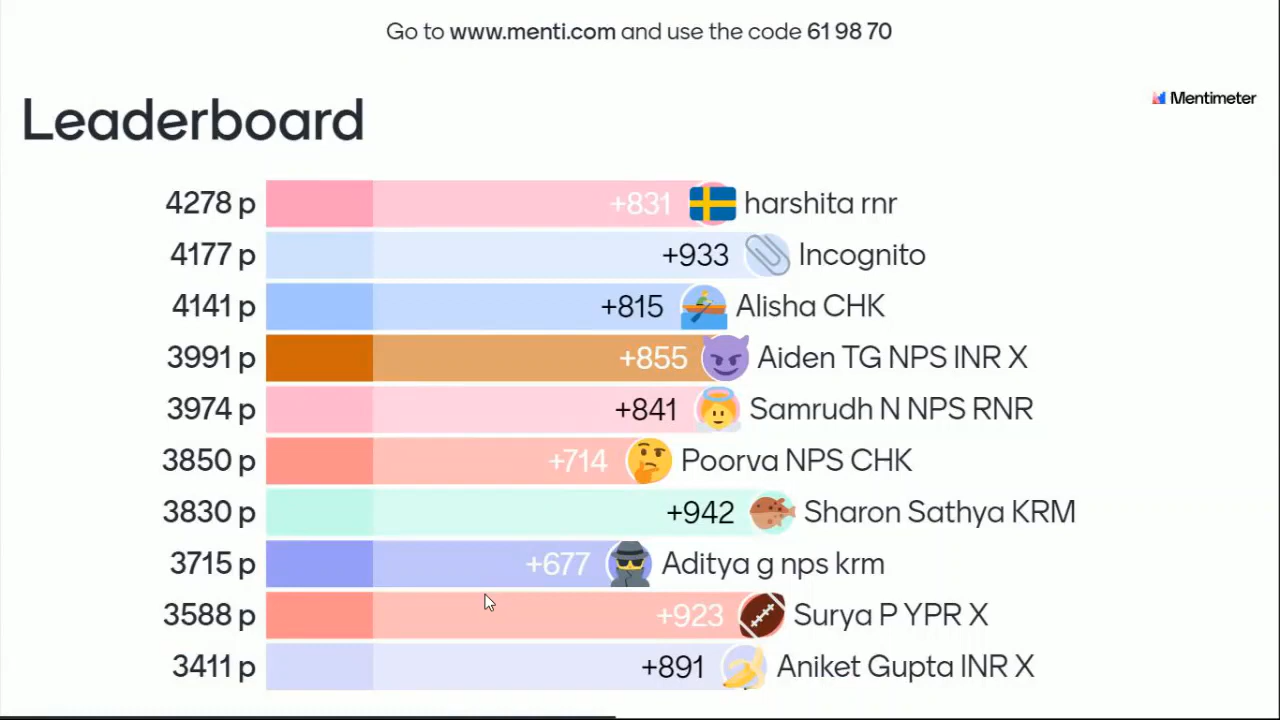 Go to www.menti.com and use the code 61 98 70
Mentimeter
Leaderboard
4278 p +831 harshita rnr
4177 p +933 Incognito
4141 p +815 Alisha CHK
3991 p +855 Aiden TG NPS INR X
3974 p +841 Samrudh N NPS RNR
3850 p +714 Poorva NPS CHK
3830 p +942 Sharon Sathya KRM
3715 p +677 Aditya g nps krm
3588 p +923 Surya P YPR X
3411 p +891 Aniket Gupta INR X